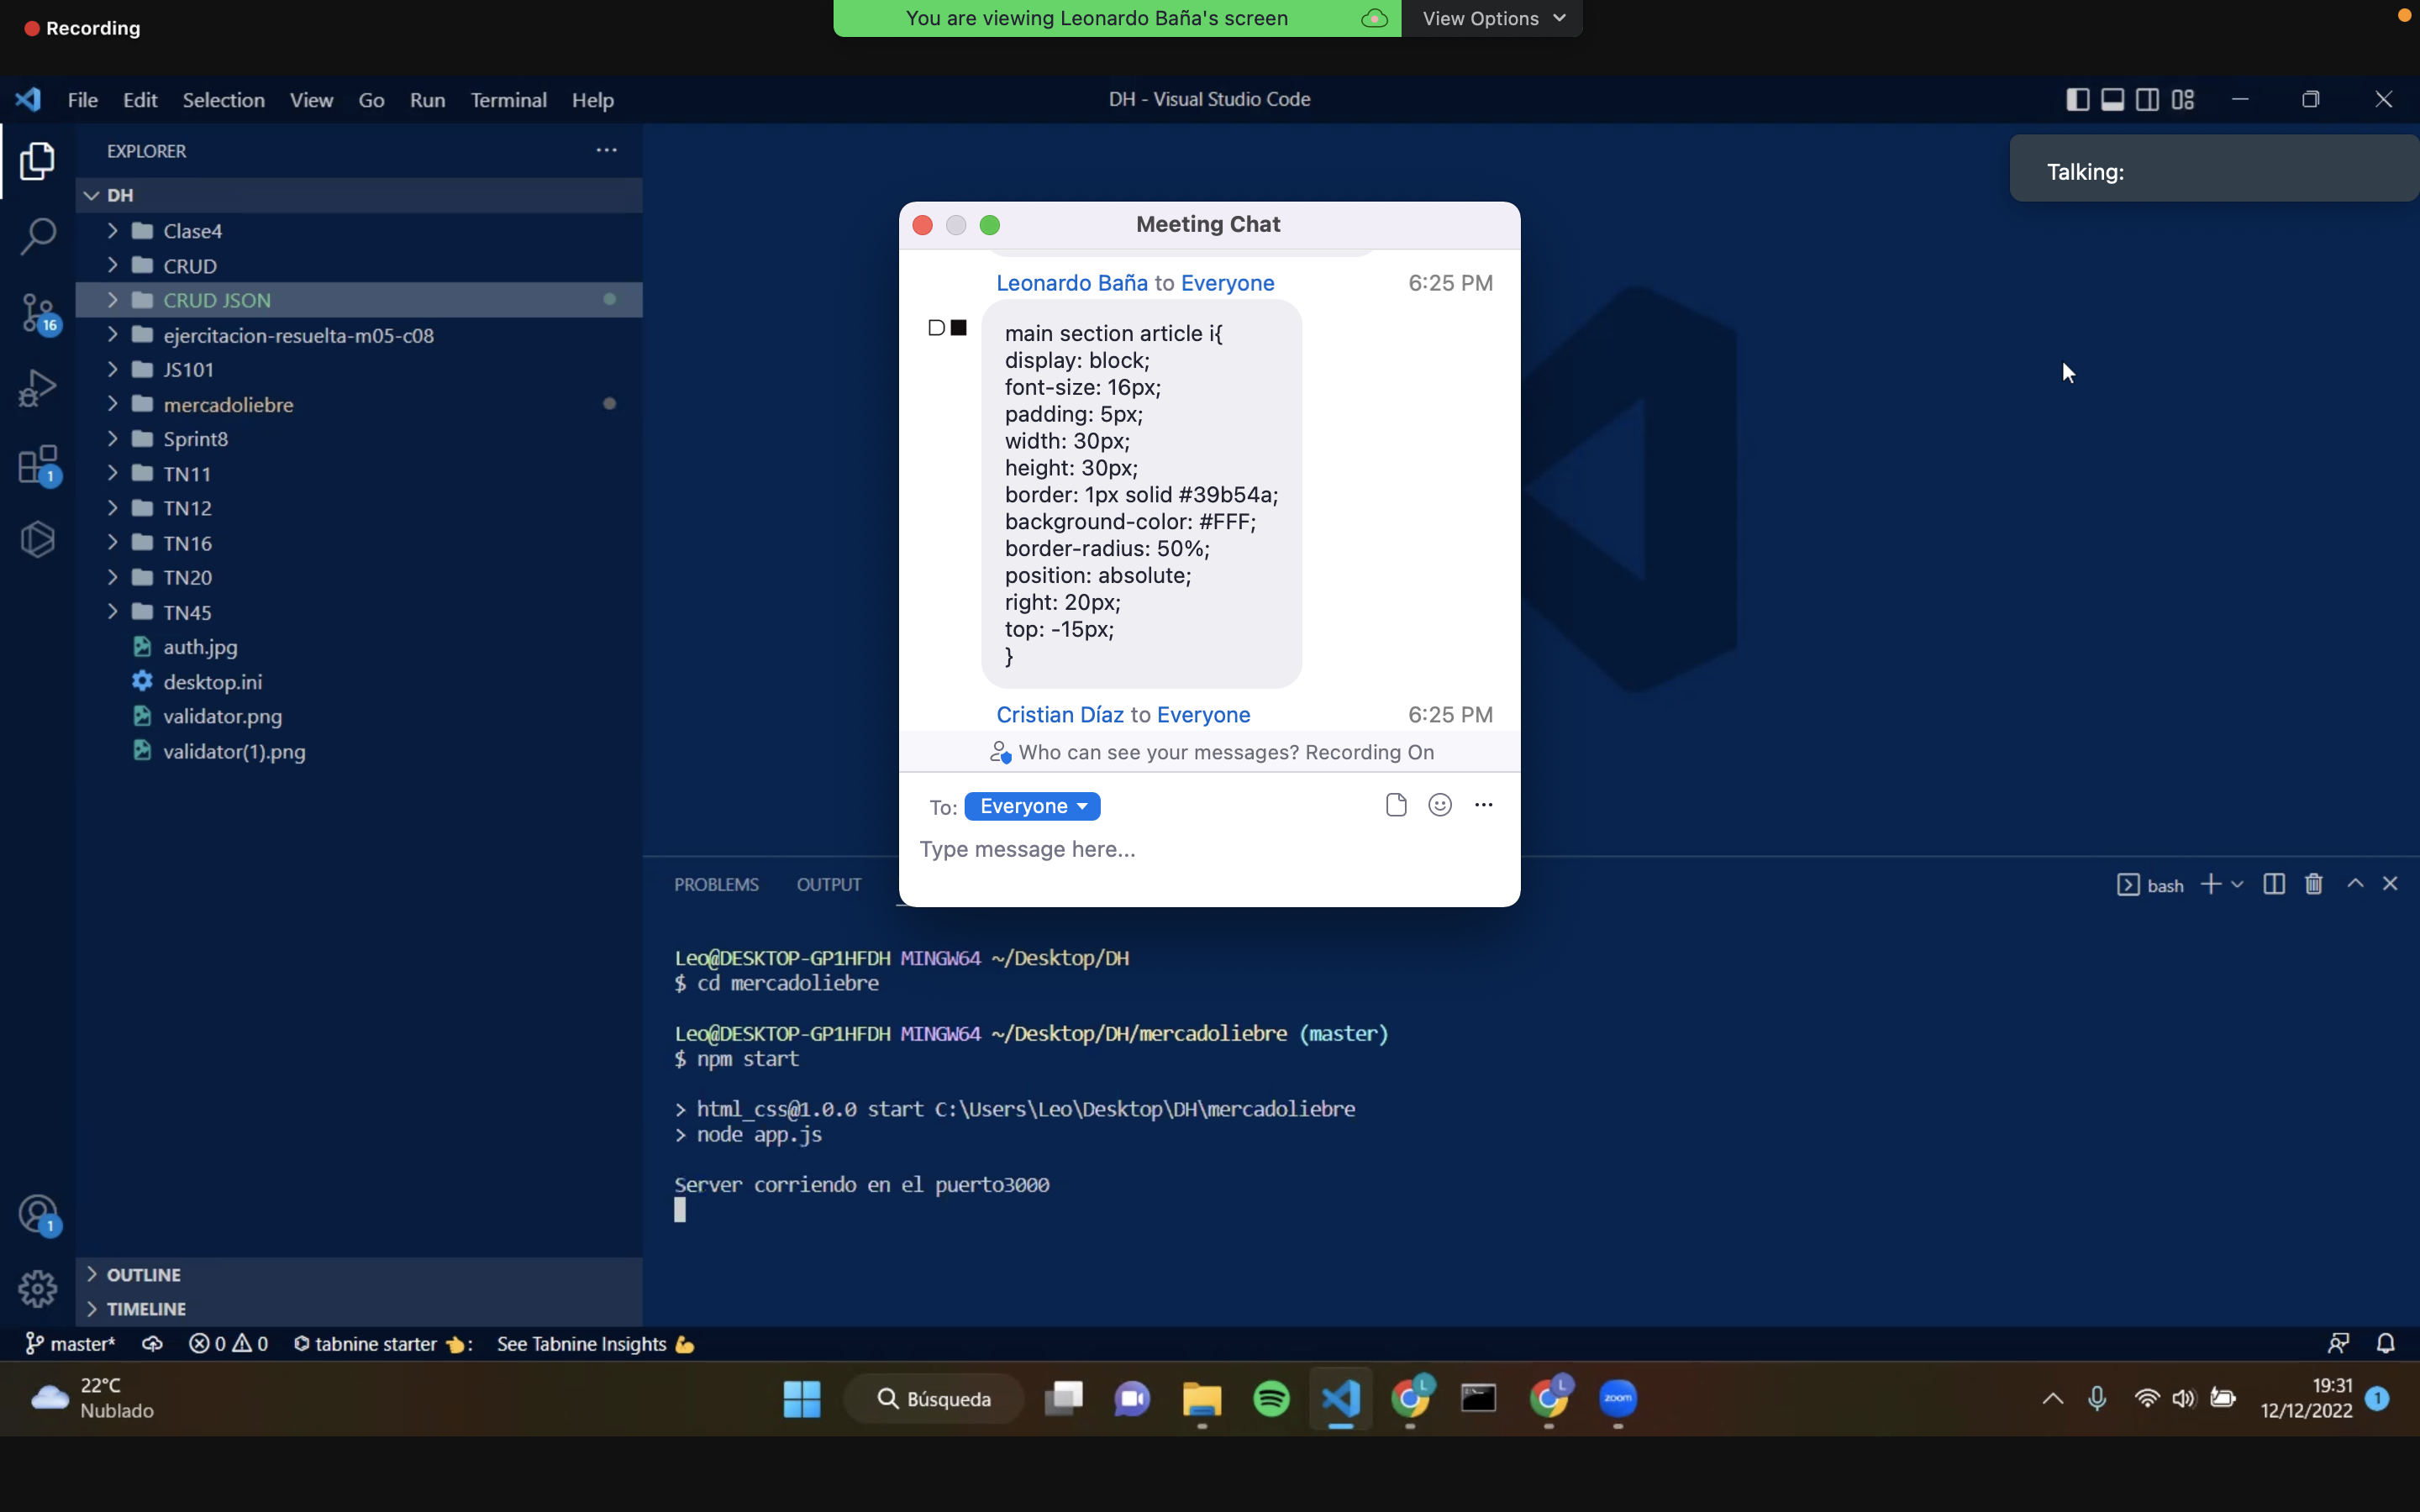 Recording
You are viewing Leonardo Baña's screen
View Options
File Edit Selection View Go Run Terminal Help
DH - Visual Studio Code
EXPLORER
DH
Clase4
CRUD
CRUD JSON
ejercitacion-resuelta-m05-c08
JS101
mercadoliebre
Sprint8
TN11
TN12
TN16
TN20
TN45
auth.jpg
desktop.ini
validator.png
validator(1).png
OUTLINE
TIMELINE
16
1
1
Talking:
Meeting Chat
Leonardo Baña to Everyone 6:25 PM
main section article i{
display: block;
font-size: 16px;
padding: 5px;
width: 30px;
height: 30px;
border: 1px solid #39b54a;
background-color: #FFF;
border-radius: 50%;
position: absolute;
right: 20px;
top: -15px;
}
Cristian Díaz to Everyone 6:25 PM
Who can see your messages? Recording On
To: Everyone
Type message here...
PROBLEMS OUTPUT
bash
Leo@DESKTOP-GP1HFDH MINGW64 ~/Desktop/DH
$ cd mercadoliebre
Leo@DESKTOP-GP1HFDH MINGW64 ~/Desktop/DH/mercadoliebre (master)
$ npm start
> html_css@1.0.0 start C:\Users\Leo\Desktop\DH\mercadoliebre
> node app.js
Server corriendo en el puerto3000
master* 0 0 tabnine starter : See Tabnine Insights
22°C
Nublado
Búsqueda
L
L
zoom
19:31
12/12/2022
1